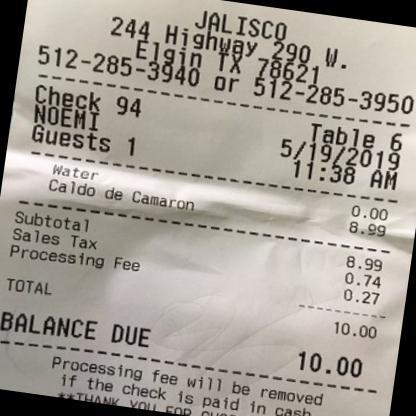 JALISCO
244 Highway 290 W.
Elgin TX 78621
512-285-3940 or 512-285-3950
Check 94 Table 6
NOEMI 5/19/2019
Guests 1 11:38 AM
Water 0.00
Caldo de Camaron 8.99
Subtotal 8.99
Sales Tax 0.74
Processing Fee 0.27
TOTAL 10.00
BALANCE DUE 10.00
Processing fee will be removed
if the check is paid in cash
**THANK YOU FOR